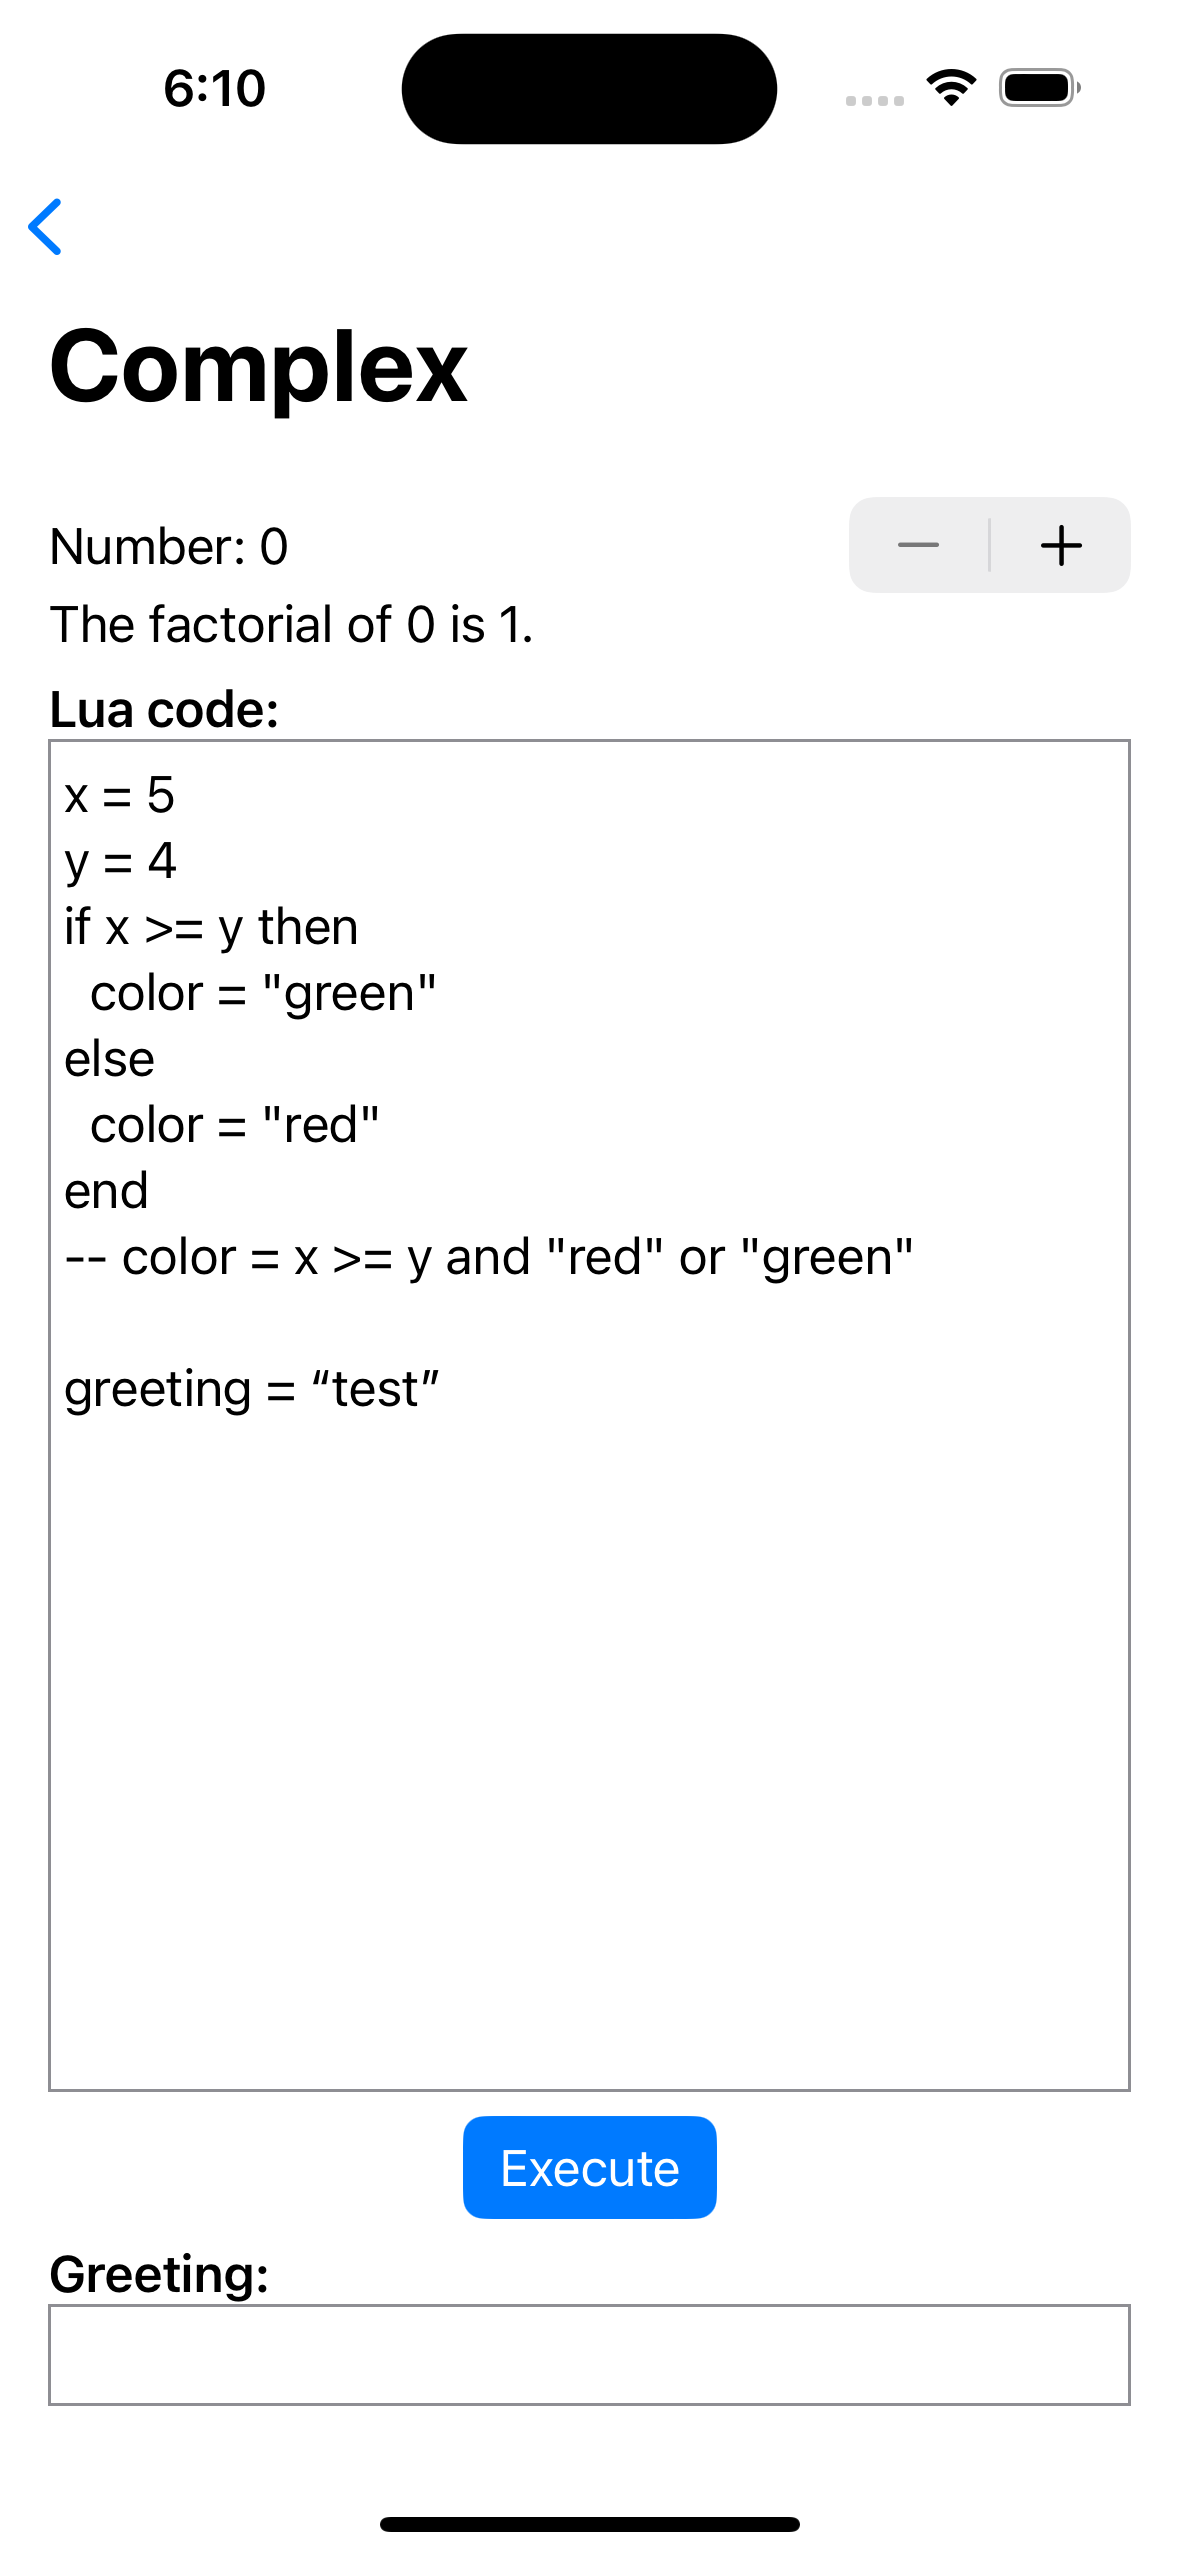 6:10
Complex
Number: 0
The factorial of 0 is 1.
Lua code:
x = 5
y = 4
if x >= y then
  color = "green"
else
  color = "red"
end
-- color = x >= y and "red" or "green"

greeting = “test”
Execute
Greeting: